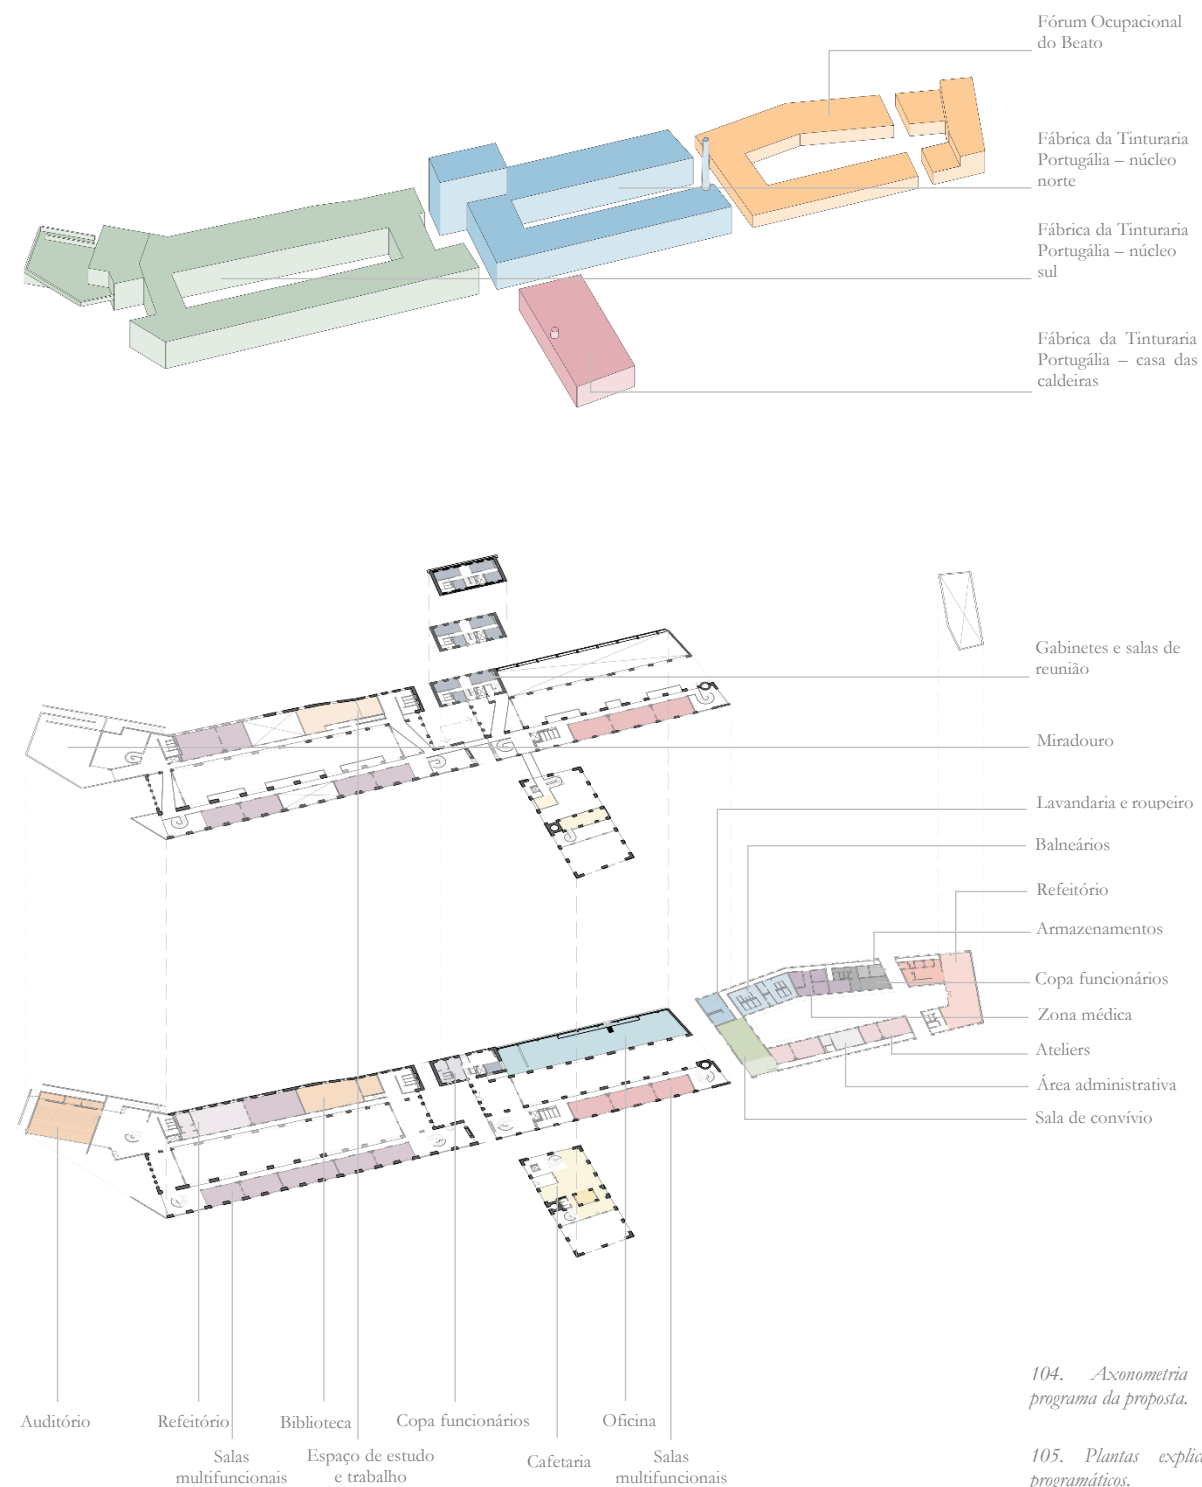 Fórum Ocupacional
do Beato
Fábrica da Tinturaria
Portugália – núcleo
norte
Fábrica da Tinturaria
Portugália – núcleo
sul
Fábrica da Tinturaria
Portugália – casa das
caldeiras
Gabinetes e salas de
reunião
Miradouro
Lavandaria e roupeiro
Balneários
Refeitório
Armazenamentos
Copa funcionários
Zona médica
Ateliers
Área administrativa
Sala de convívio
Auditório
Refeitório
Biblioteca
Copa funcionários
Oficina
Salas
multifuncionais
Espaço de estudo
e trabalho
Cafetaria
Salas
multifuncionais
104. Axonometria
programa da proposta.
105. Plantas
programáticos.